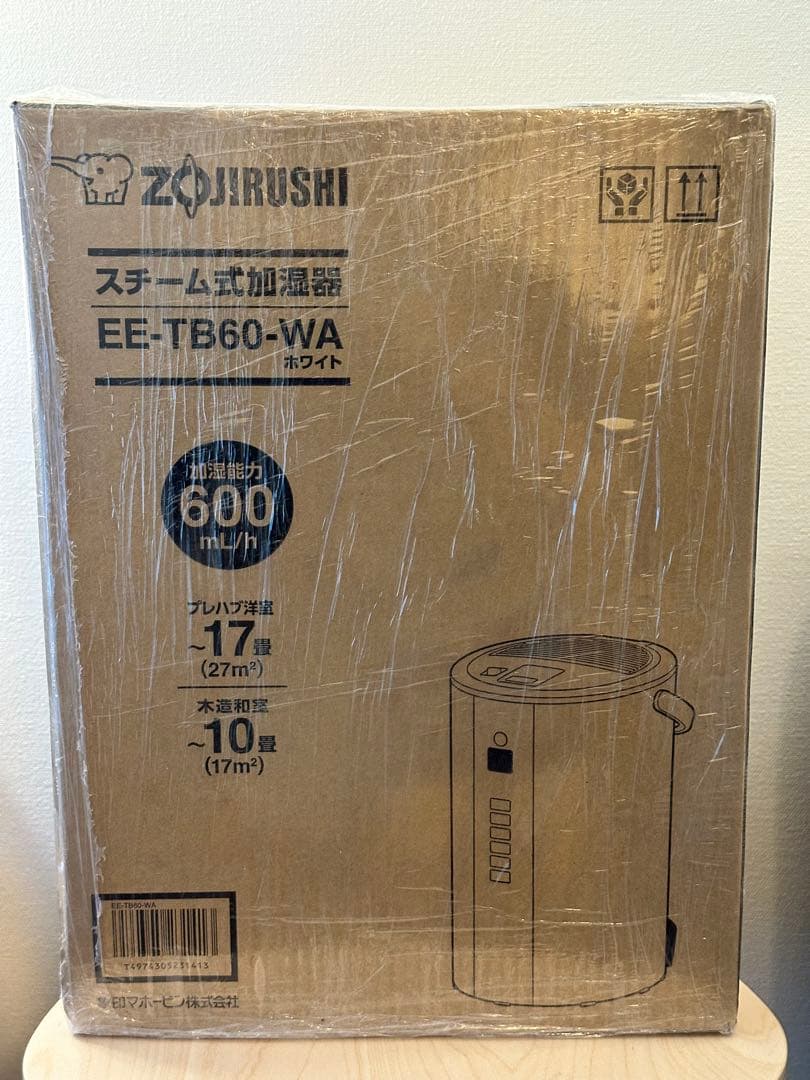 ZOJIRUSHI
スチーム式加湿器
EE-TB60-WA
ホワイト
加湿能力
600
mL/h
プレハブ洋室
~17畳
(27m²)
木造和室
~10畳
(17m²)
EE-TB60-WA
T4974305231413
象印マホービン株式会社